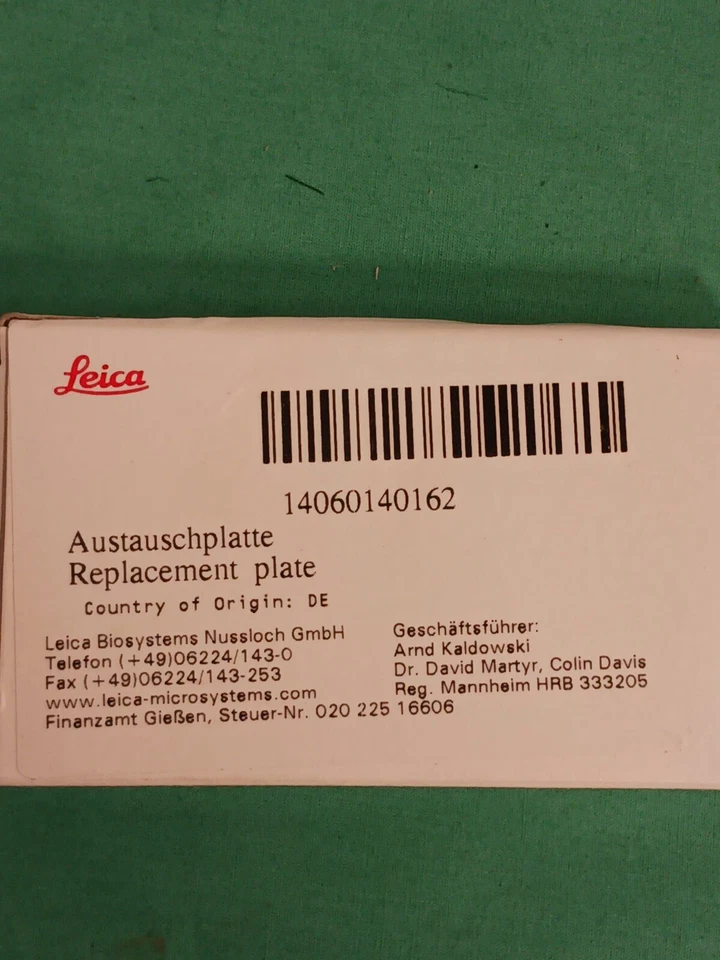 Leica
14060140162
Austauschplatte
Replacement plate
Country of Origin: DE
Leica Biosystems Nussloch GmbH
Telefon (+49)06224/143-0
Fax (+49)06224/143-253
www.leica-microsystems.com
Finanzamt Gießen, Steuer-Nr. 020 225 16606
Geschäftsführer:
Arnd Kaldowski
Dr. David Martyr, Colin Davis
Reg. Mannheim HRB 333205